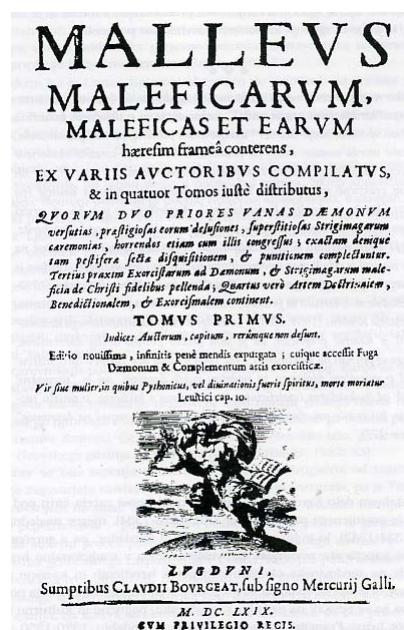 MALLEVS
MALEFICARVM,
MALEFICAS ET EARVM
hæresim frameâ conterens,
EX VARIIS AVCTORIBVS COMPILATVS,
& in quatuor Tomos iustè distributus,
QVORVM DVO PRIORES VANAS DÆMONVM
versutias, præstigiosas eorum delusiones, superstitiosas Strigimagarum
cæremonias, horrendos etiam cum illis congressus; exactam denique
tam pestiferæ sectæ disquisitionem, & punitionem complectuntur.
Tertius praxim Exorcistarum ad Dæmonum, & Strigimagarum male-
ficia de Christi fidelibus pellenda; Quartus verò Artem Doctrinalem,
Benedictionalem, & Exorcismalem continent.
TOMVS PRIMVS.
Indices Auctorum, capitum, rerúmque non desunt.
Editio nouissima, infinitis penè mendis expurgata; cuique accessit Fuga
Dæmonum & Complementum artis exorcisticæ.
Vir siue mulier, in quibus Pythonicus, vel diuinationis fuerit spiritus, morte moriatur
Leuitici cap. 10.
LVGDVNI,
Sumptibus CLAVDII BOVRGEAT, sub signo Mercurij Galli.
M. DC. LXIX.
CVM PRIVILEGIO REGIS.